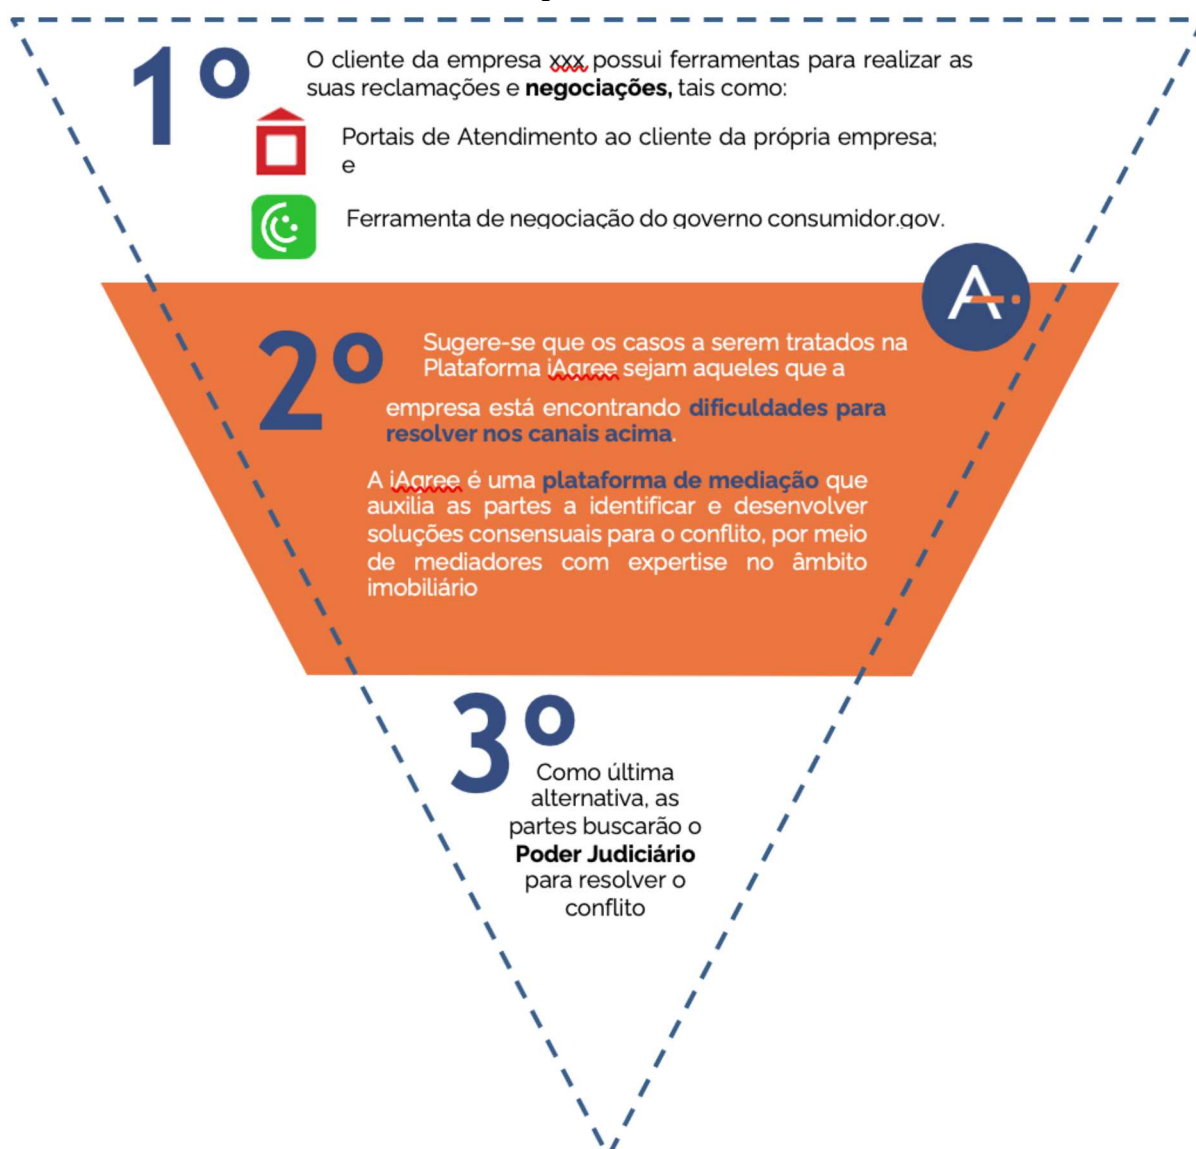 1º
O cliente da empresa xxx possui ferramentas para realizar as
suas reclamações e negociações, tais como:
Portais de Atendimento ao cliente da própria empresa;
e
Ferramenta de negociação do governo consumidor.gov.
A
2º
Sugere-se que os casos a serem tratados na
Plataforma iAgree sejam aqueles que a
empresa está encontrando dificuldades para
resolver nos canais acima.
A iAgree é uma plataforma de mediação que
auxilia as partes a identificar e desenvolver
soluções consensuais para o conflito, por meio
de mediadores com expertise no âmbito
imobiliário
3º
Como última
alternativa, as
partes buscarão o
Poder Judiciário
para resolver o
conflito